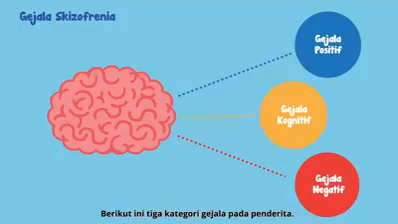 Gejala Skizofrenia
Gejala
Positif
Gejala
Kognitif
Gejala
Negatif
Berikut ini tiga kategori gejala pada penderita.